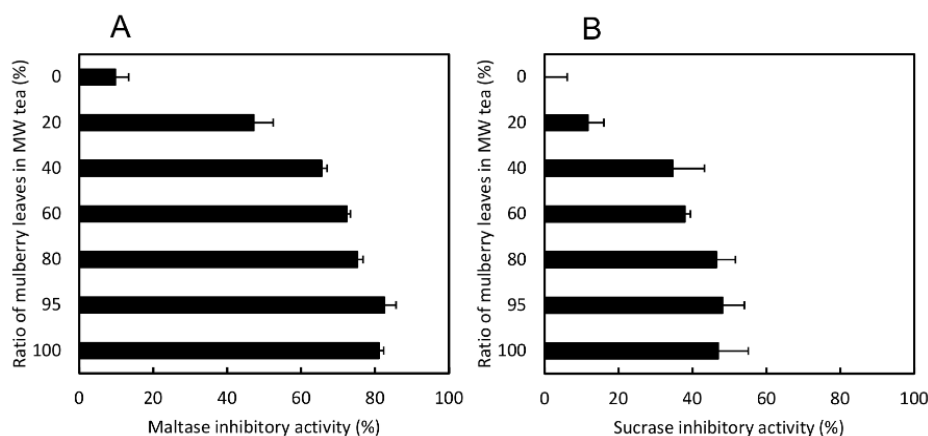 A
Ratio of mulberry leaves in MW tea (%)
0
20
40
60
80
95
100
0 20 40 60 80 100
Maltase inhibitory activity (%)
B
Ratio of mulberry leaves in MW tea (%)
0
20
40
60
80
95
100
0 20 40 60 80 100
Sucrase inhibitory activity (%)